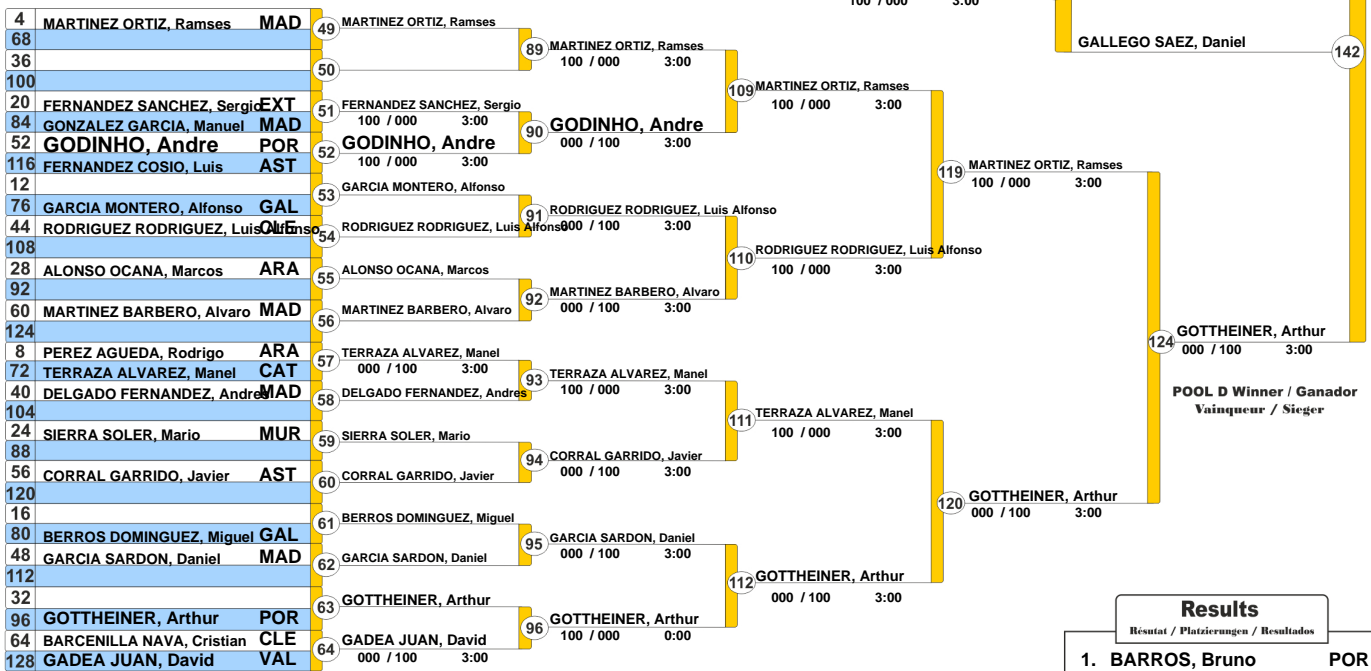 100 / 000 3:00
GALLEGO SAEZ, Daniel
142
4 MARTINEZ ORTIZ, Ramses MAD
68
36
100
20 FERNANDEZ SANCHEZ, Sergio EXT
84 GONZALEZ GARCIA, Manuel MAD
52 GODINHO, Andre POR
116 FERNANDEZ COSIO, Luis AST
12
76 GARCIA MONTERO, Alfonso GAL
44 RODRIGUEZ RODRIGUEZ, Luis Alfonso CLE
108
28 ALONSO OCANA, Marcos ARA
92
60 MARTINEZ BARBERO, Alvaro MAD
124
8 PEREZ AGUEDA, Rodrigo ARA
72 TERRAZA ALVAREZ, Manel CAT
40 DELGADO FERNANDEZ, Andres MAD
104
24 SIERRA SOLER, Mario MUR
88
56 CORRAL GARRIDO, Javier AST
120
16
80 BERROS DOMINGUEZ, Miguel GAL
48 GARCIA SARDON, Daniel MAD
112
32
96 GOTTHEINER, Arthur POR
64 BARCENILLA NAVA, Cristian CLE
128 GADEA JUAN, David VAL
49 MARTINEZ ORTIZ, Ramses
50
51 FERNANDEZ SANCHEZ, Sergio
100 / 000 3:00
52 GODINHO, Andre
100 / 000 3:00
53 GARCIA MONTERO, Alfonso
54 RODRIGUEZ RODRIGUEZ, Luis Alfonso
55 ALONSO OCANA, Marcos
56 MARTINEZ BARBERO, Alvaro
57 TERRAZA ALVAREZ, Manel
000 / 100 3:00
58 DELGADO FERNANDEZ, Andres
59 SIERRA SOLER, Mario
60 CORRAL GARRIDO, Javier
61 BERROS DOMINGUEZ, Miguel
62 GARCIA SARDON, Daniel
63 GOTTHEINER, Arthur
64 GADEA JUAN, David
000 / 100 3:00
89 MARTINEZ ORTIZ, Ramses
100 / 000 3:00
90 GODINHO, Andre
000 / 100 3:00
91 RODRIGUEZ RODRIGUEZ, Luis Alfonso
000 / 100 3:00
92 MARTINEZ BARBERO, Alvaro
000 / 100 3:00
93 TERRAZA ALVAREZ, Manel
100 / 000 3:00
94 CORRAL GARRIDO, Javier
000 / 100 3:00
95 GARCIA SARDON, Daniel
000 / 100 3:00
96 GOTTHEINER, Arthur
100 / 000 0:00
109 MARTINEZ ORTIZ, Ramses
100 / 000 3:00
110 RODRIGUEZ RODRIGUEZ, Luis Alfonso
100 / 000 3:00
111 TERRAZA ALVAREZ, Manel
100 / 000 3:00
112 GOTTHEINER, Arthur
000 / 100 3:00
119 MARTINEZ ORTIZ, Ramses
100 / 000 3:00
120 GOTTHEINER, Arthur
000 / 100 3:00
124 GOTTHEINER, Arthur
000 / 100 3:00
POOL D Winner / Ganador
Vainqueur / Sieger
Results
Résutat / Platzierungen / Resultados
1. BARROS, Bruno POR